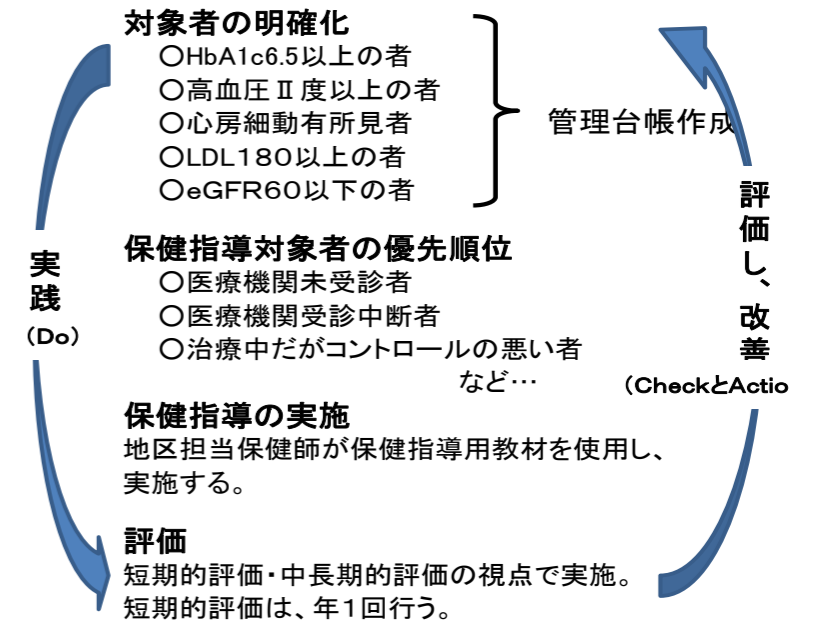 対象者の明確化
〇HbA1c6.5以上の者
〇高血圧Ⅱ度以上の者
〇心房細動有所見者
〇LDL180以上の者
〇eGFR60以下の者
管理台帳作成
保健指導対象者の優先順位
〇医療機関未受診者
〇医療機関受診中断者
〇治療中だがコントロールの悪い者
など…
保健指導の実施
地区担当保健師が保健指導用教材を使用し、
実施する。
評価
短期的評価・中長期的評価の視点で実施。
短期的評価は、年1回行う。
実践
（Do）
評価し、改善
（CheckとActio